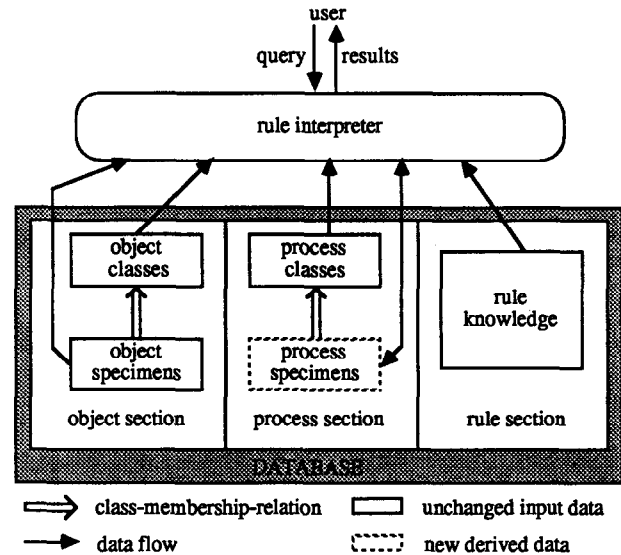 user
query
results
rule interpreter
object
classes
process
classes
rule
knowledge
object
specimens
process
specimens
object section
process section
rule section
DATABASE
class-membership-relation
unchanged input data
data flow
new derived data